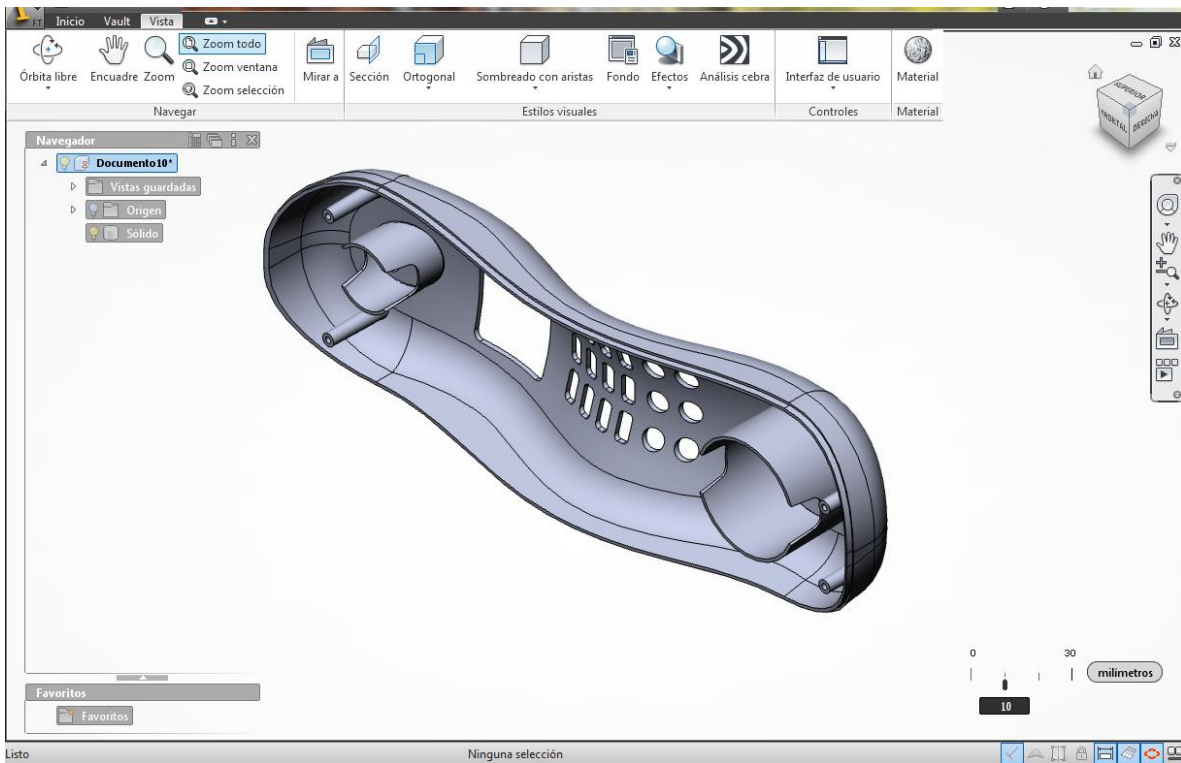 FT Inicio Vault Vista
Órbita libre
Encuadre
Zoom
Zoom todo
Zoom ventana
Zoom selección
Mirar a
Sección
Ortogonal
Sombreado con aristas
Fondo
Efectos
Análisis cebra
Interfaz de usuario
Material
Navegar
Estilos visuales
Controles
Material
SUPERIOR
FRONTAL
DERECHA
Navegador
Documento10*
Vistas guardadas
Origen
Sólido
0 30
milímetros
10
Favoritos
Favoritos
Listo
Ninguna selección